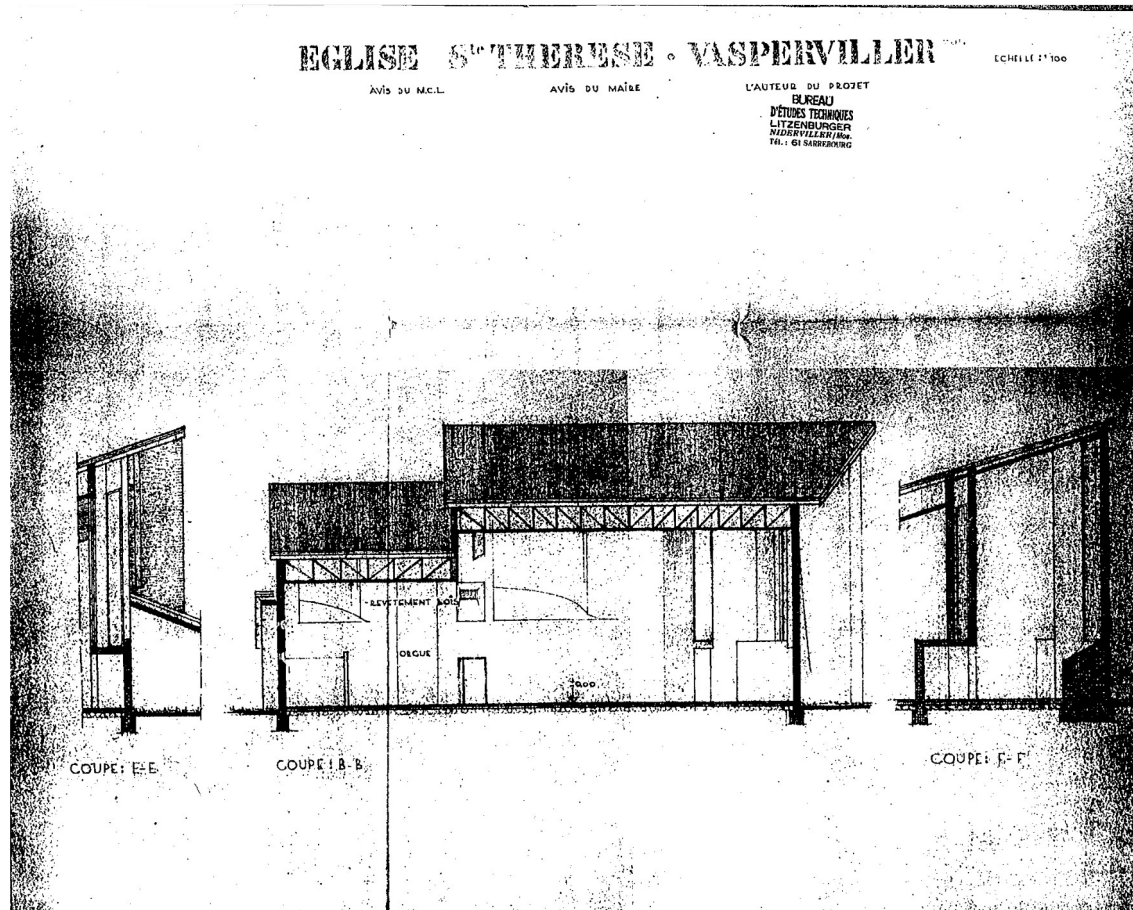 EGLISE Ste THERESE · VASPERVILLER
ECHELLE: 1/100
AVIS DU M.C.L.
AVIS DU MAIRE
L'AUTEUR DU PROJET
BUREAU
D'ÉTUDES TECHNIQUES
LITZENBURGER
NIDERVILLER/Mos.
Tél.: 61 SARREBOURG
REVETEMENT BOIS
ORGUE
COUPE: E-E
COUPE: B-B
COUPE: F-F